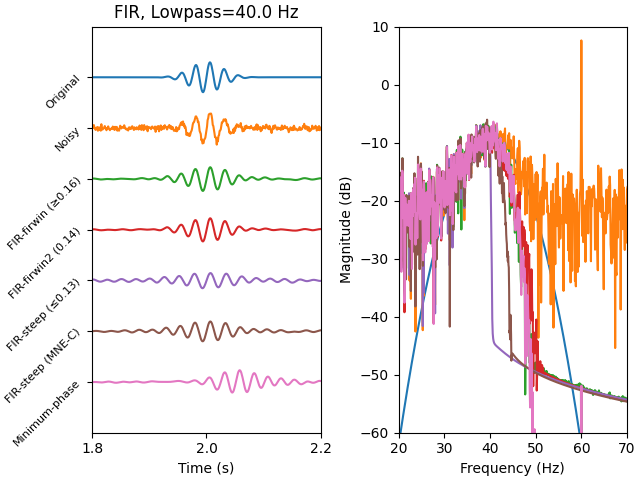 FIR, Lowpass=40.0 Hz
Original
Noisy
FIR-firwin (≥0.16)
FIR-firwin2 (0.14)
FIR-steep (≤0.13)
FIR-steep (MNE-C)
Minimum-phase
1.8 2.0 2.2
Time (s)
Magnitude (dB)
10
0
−10
−20
−30
−40
−50
−60
20 30 40 50 60 70
Frequency (Hz)